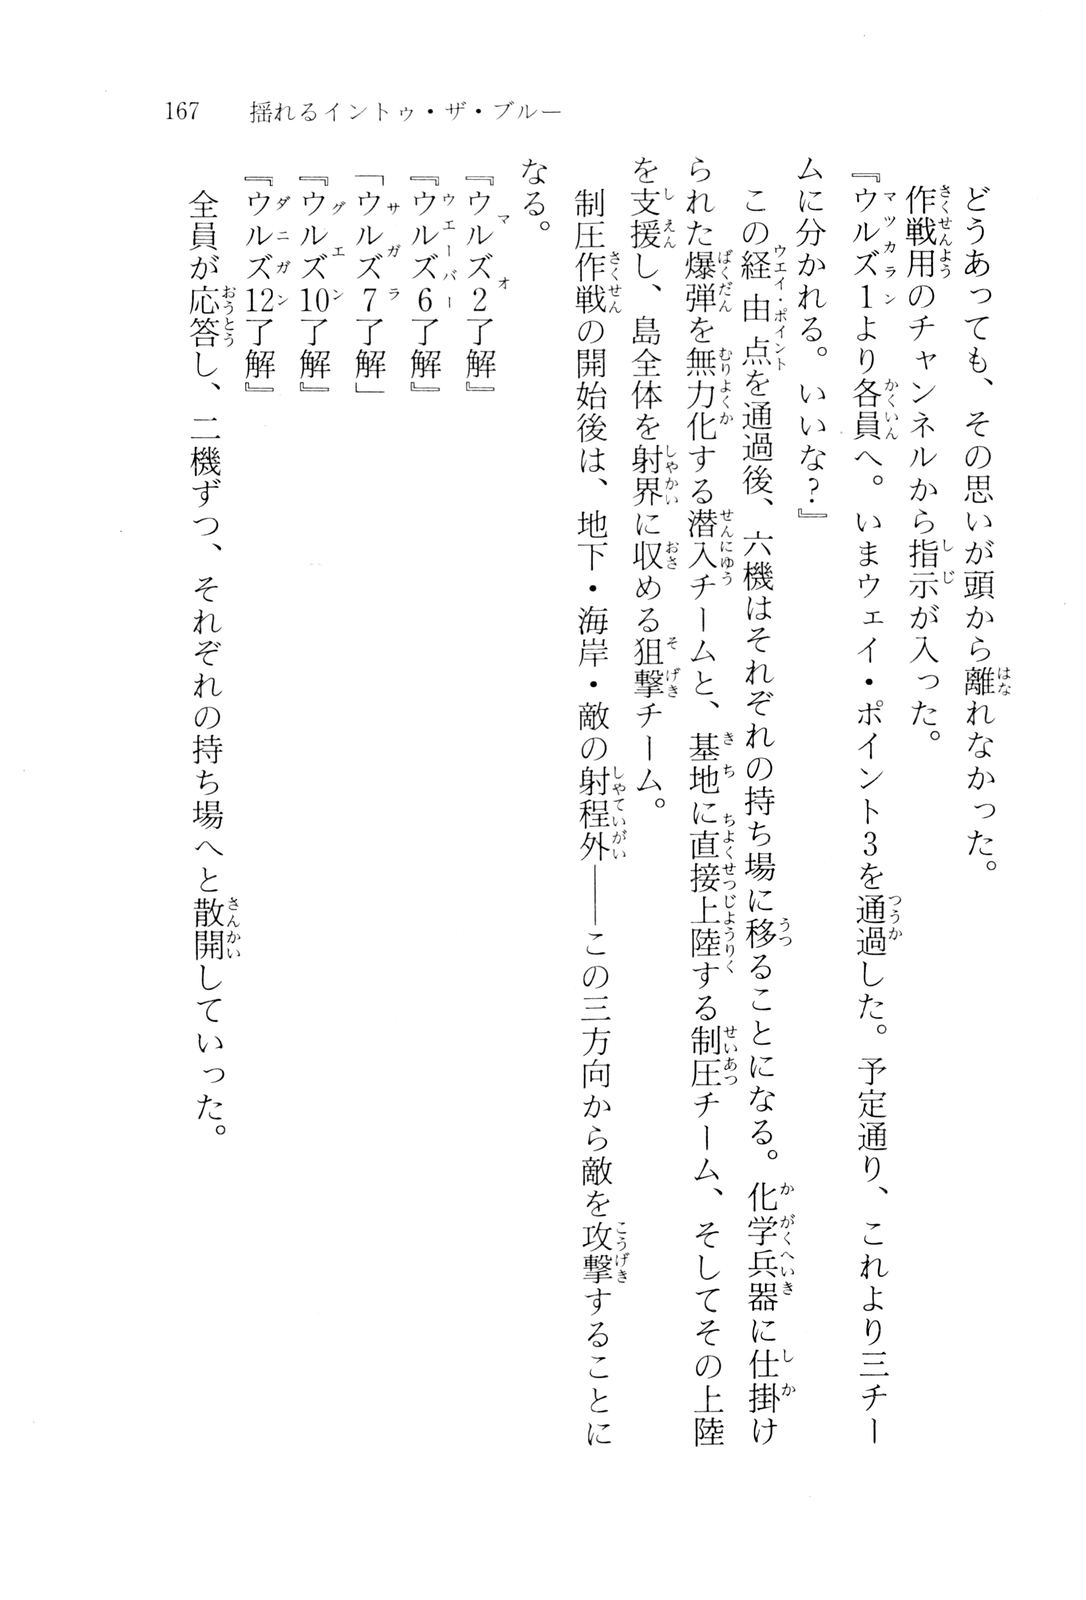 167　揺れるイントゥ・ザ・ブルー
どうあっても、その思いが頭から離れなかった。
作戦用のチャンネルから指示が入った。
『ウルズ1より各員へ。いまウェイ・ポイント3を通過した。予定通り、これより三チー
ムに分かれる。いいな?』
この経由点を通過後、六機はそれぞれの持ち場に移ることになる。化学兵器に仕掛け
られた爆弾を無力化する潜入チームと、基地に直接上陸する制圧チーム、そしてその上陸
を支援し、島全体を射界に収める狙撃チーム。
制圧作戦の開始後は、地下・海岸・敵の射程外――この三方向から敵を攻撃することに
なる。
『ウルズ2了解』
『ウルズ6了解』
「ウルズ7了解」
『ウルズ10了解』
『ウルズ12了解』
全員が応答し、二機ずつ、それぞれの持ち場へと散開していった。